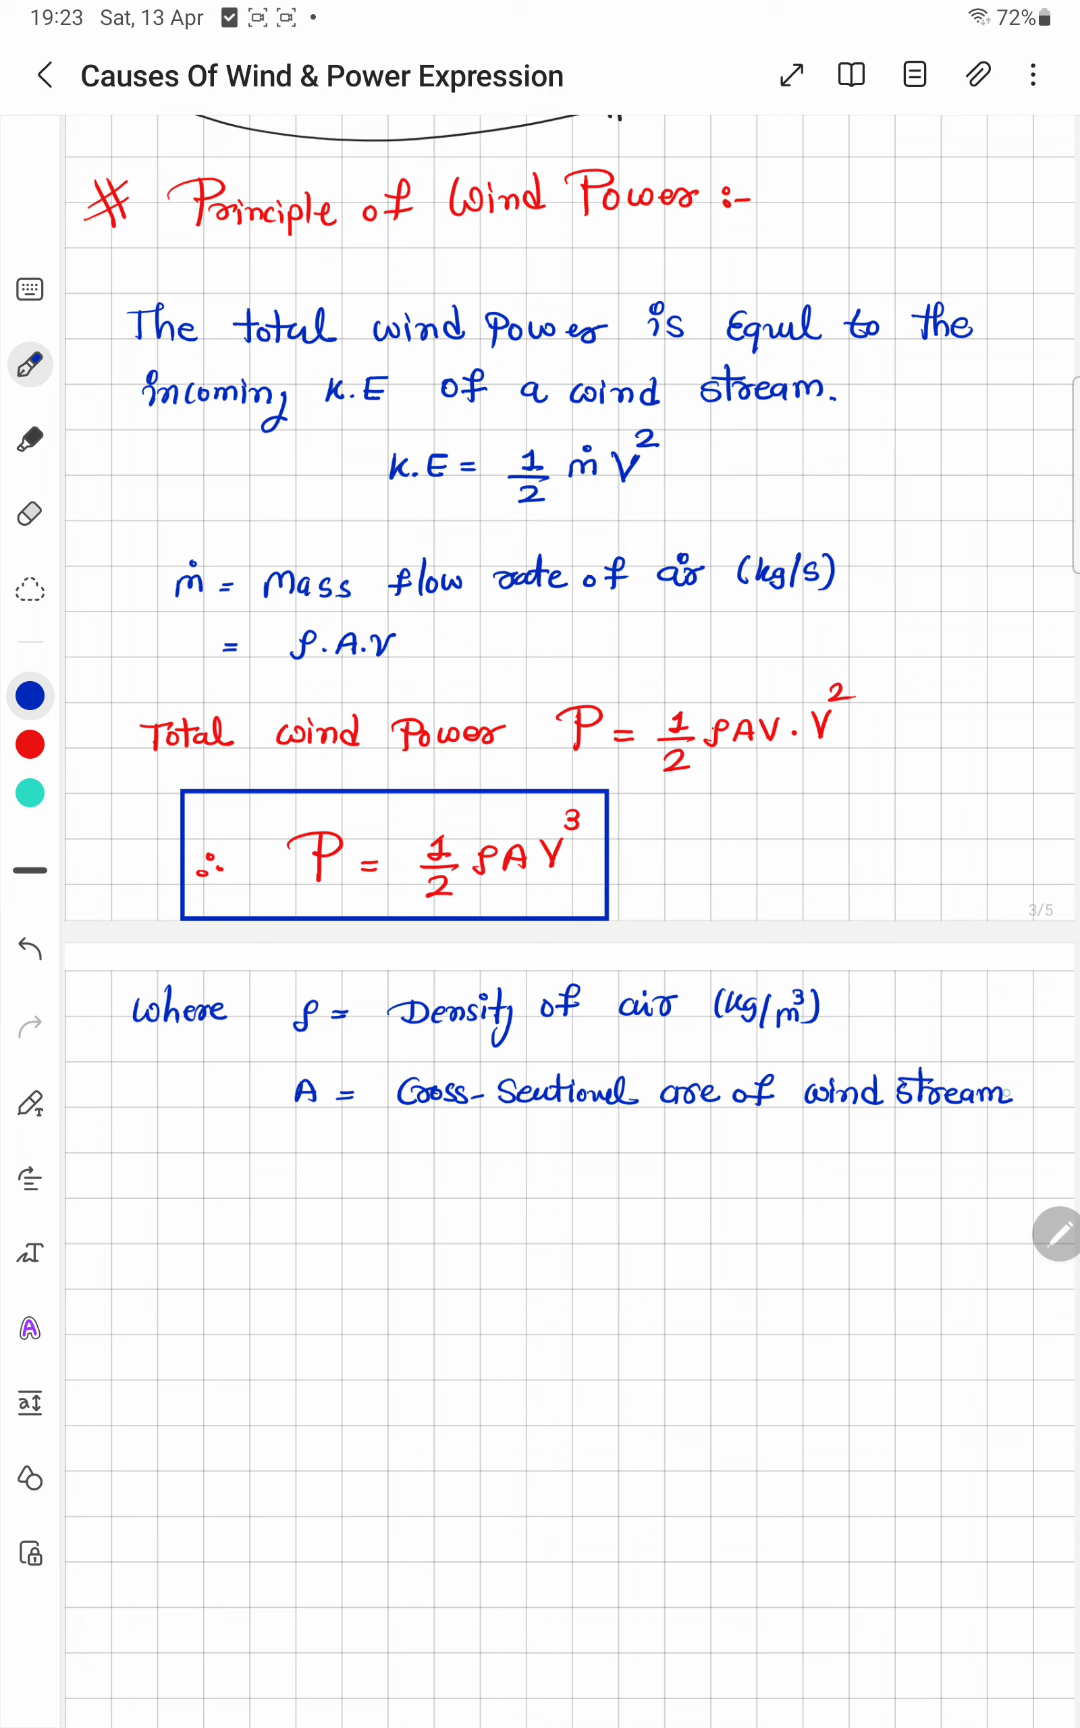 19:23 Sat, 13 Apr 72%
Causes Of Wind & Power Expression
# Principle of Wind Power :-
The total wind Power is Equl to the
incoming K.E of a wind stream.
K.E = 1/2 ṁ V²
ṁ = Mass flow rate of air (kg/s)
= ρ.A.V
Total wind Power P = 1/2 ρAV.V²
∴ P = 1/2 ρAV³
3/5
where ρ = Density of air (kg/m³)
A = Cross-Sectionel are of wind stream